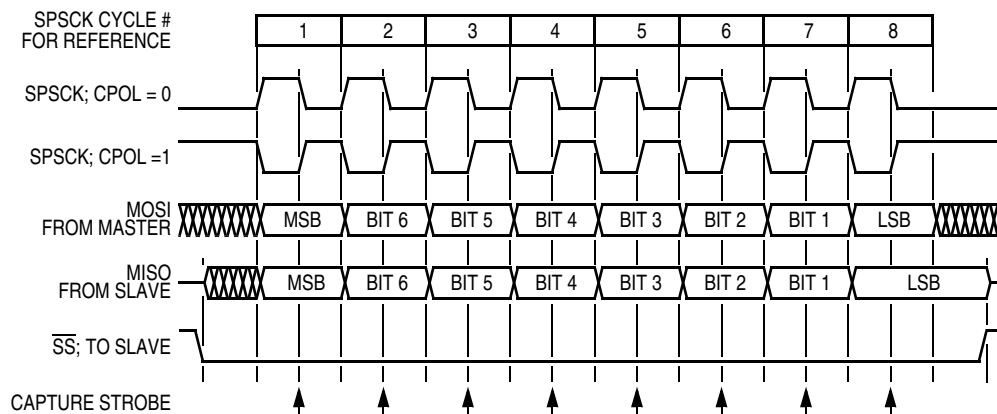 SPSCK CYCLE #
FOR REFERENCE
1 2 3 4 5 6 7 8
SPSCK; CPOL = 0
SPSCK; CPOL =1
MOSI
FROM MASTER
MSB BIT 6 BIT 5 BIT 4 BIT 3 BIT 2 BIT 1 LSB
MISO
FROM SLAVE
MSB BIT 6 BIT 5 BIT 4 BIT 3 BIT 2 BIT 1 LSB
SS; TO SLAVE
CAPTURE STROBE